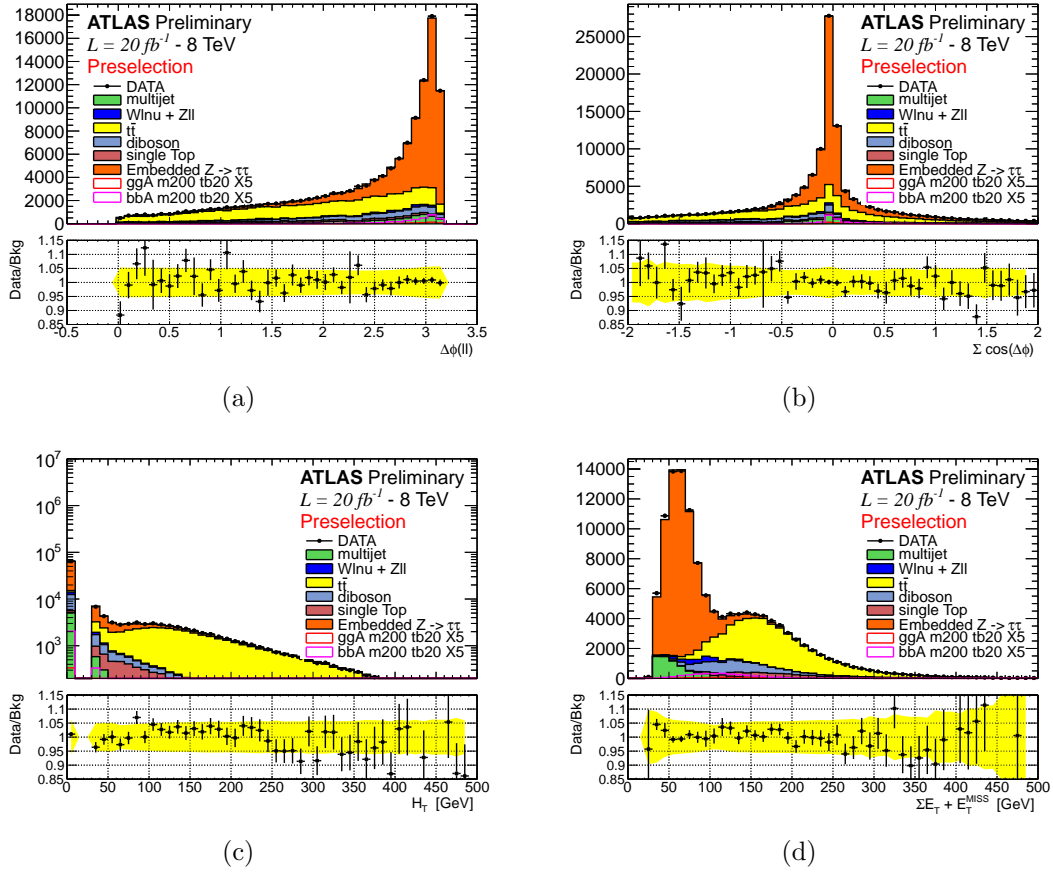 18000
16000
14000
12000
10000
8000
6000
4000
2000
0
ATLAS Preliminary
L = 20 fb⁻¹ - 8 TeV
Preselection
DATA
multijet
Wlnu + Zll
tt̄
diboson
single Top
Embedded Z -> ττ
ggA m200 tb20 X5
bbA m200 tb20 X5
Data/Bkg
1.15
1.1
1.05
1
0.95
0.9
0.85
-0.5 0 0.5 1 1.5 2 2.5 3 3.5
Δϕ(ll)
(a)
25000
20000
15000
10000
5000
0
ATLAS Preliminary
L = 20 fb⁻¹ - 8 TeV
Preselection
DATA
multijet
Wlnu + Zll
tt̄
diboson
single Top
Embedded Z -> ττ
ggA m200 tb20 X5
bbA m200 tb20 X5
Data/Bkg
1.15
1.1
1.05
1
0.95
0.9
0.85
-2 -1.5 -1 -0.5 0 0.5 1 1.5 2
Σ cos(Δϕ)
(b)
10⁷
10⁶
10⁵
10⁴
10³
ATLAS Preliminary
L = 20 fb⁻¹ - 8 TeV
Preselection
DATA
multijet
Wlnu + Zll
tt̄
diboson
single Top
Embedded Z -> ττ
ggA m200 tb20 X5
bbA m200 tb20 X5
Data/Bkg
1.15
1.1
1.05
1
0.95
0.9
0.85
0 50 100 150 200 250 300 350 400 450 500
H_T [GeV]
(c)
14000
12000
10000
8000
6000
4000
2000
0
ATLAS Preliminary
L = 20 fb⁻¹ - 8 TeV
Preselection
DATA
multijet
Wlnu + Zll
tt̄
diboson
single Top
Embedded Z -> ττ
ggA m200 tb20 X5
bbA m200 tb20 X5
Data/Bkg
1.15
1.1
1.05
1
0.95
0.9
0.85
0 50 100 150 200 250 300 350 400 450 500
ΣE_T + E_T^MISS [GeV]
(d)